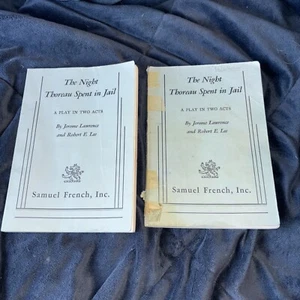 The Night
Thoreau Spent in Jail
A PLAY IN TWO ACTS
By Jerome Lawrence
and Robert E. Lee
Samuel French, Inc.
The Night
Thoreau Spent in Jail
A PLAY IN TWO ACTS
By Jerome Lawrence
and Robert E. Lee
Samuel French, Inc.